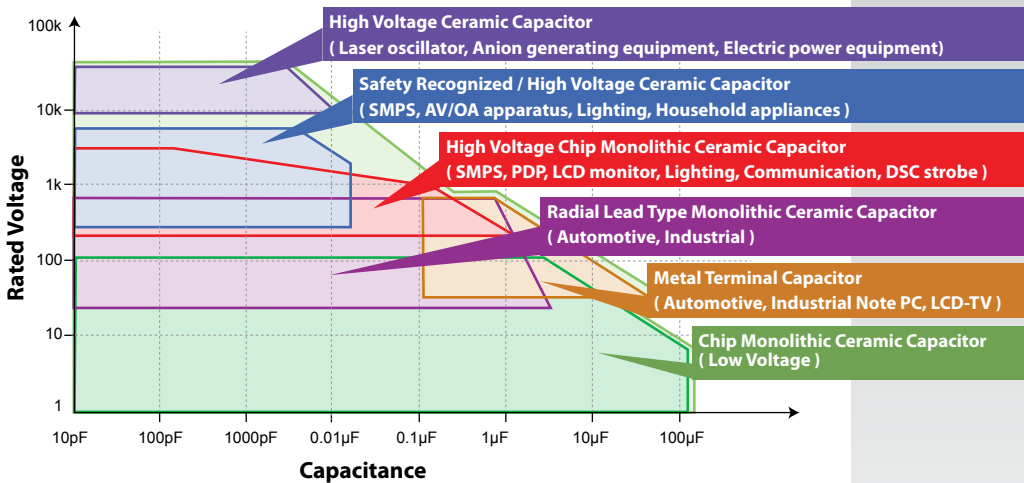 High Voltage Ceramic Capacitor
( Laser oscillator, Anion generating equipment, Electric power equipment)
Safety Recognized / High Voltage Ceramic Capacitor
( SMPS, AV/OA apparatus, Lighting, Household appliances )
High Voltage Chip Monolithic Ceramic Capacitor
( SMPS, PDP, LCD monitor, Lighting, Communication, DSC strobe )
Radial Lead Type Monolithic Ceramic Capacitor
( Automotive, Industrial )
Metal Terminal Capacitor
( Automotive, Industrial Note PC, LCD-TV )
Chip Monolithic Ceramic Capacitor
( Low Voltage )
Rated Voltage
100k
10k
1k
100
10
1
10pF 100pF 1000pF 0.01µF 0.1µF 1µF 10µF 100µF
Capacitance